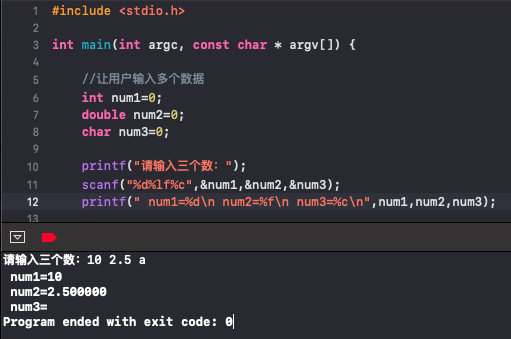 1 #include <stdio.h>
2
3 int main(int argc, const char * argv[]) {
4
5 //让用户输入多个数据
6 int num1=0;
7 double num2=0;
8 char num3=0;
9
10 printf("请输入三个数：");
11 scanf("%d%lf%c",&num1,&num2,&num3);
12 printf(" num1=%d\n num2=%f\n num3=%c\n",num1,num2,num3);
13
请输入三个数：10 2.5 a
num1=10
num2=2.500000
num3=
Program ended with exit code: 0